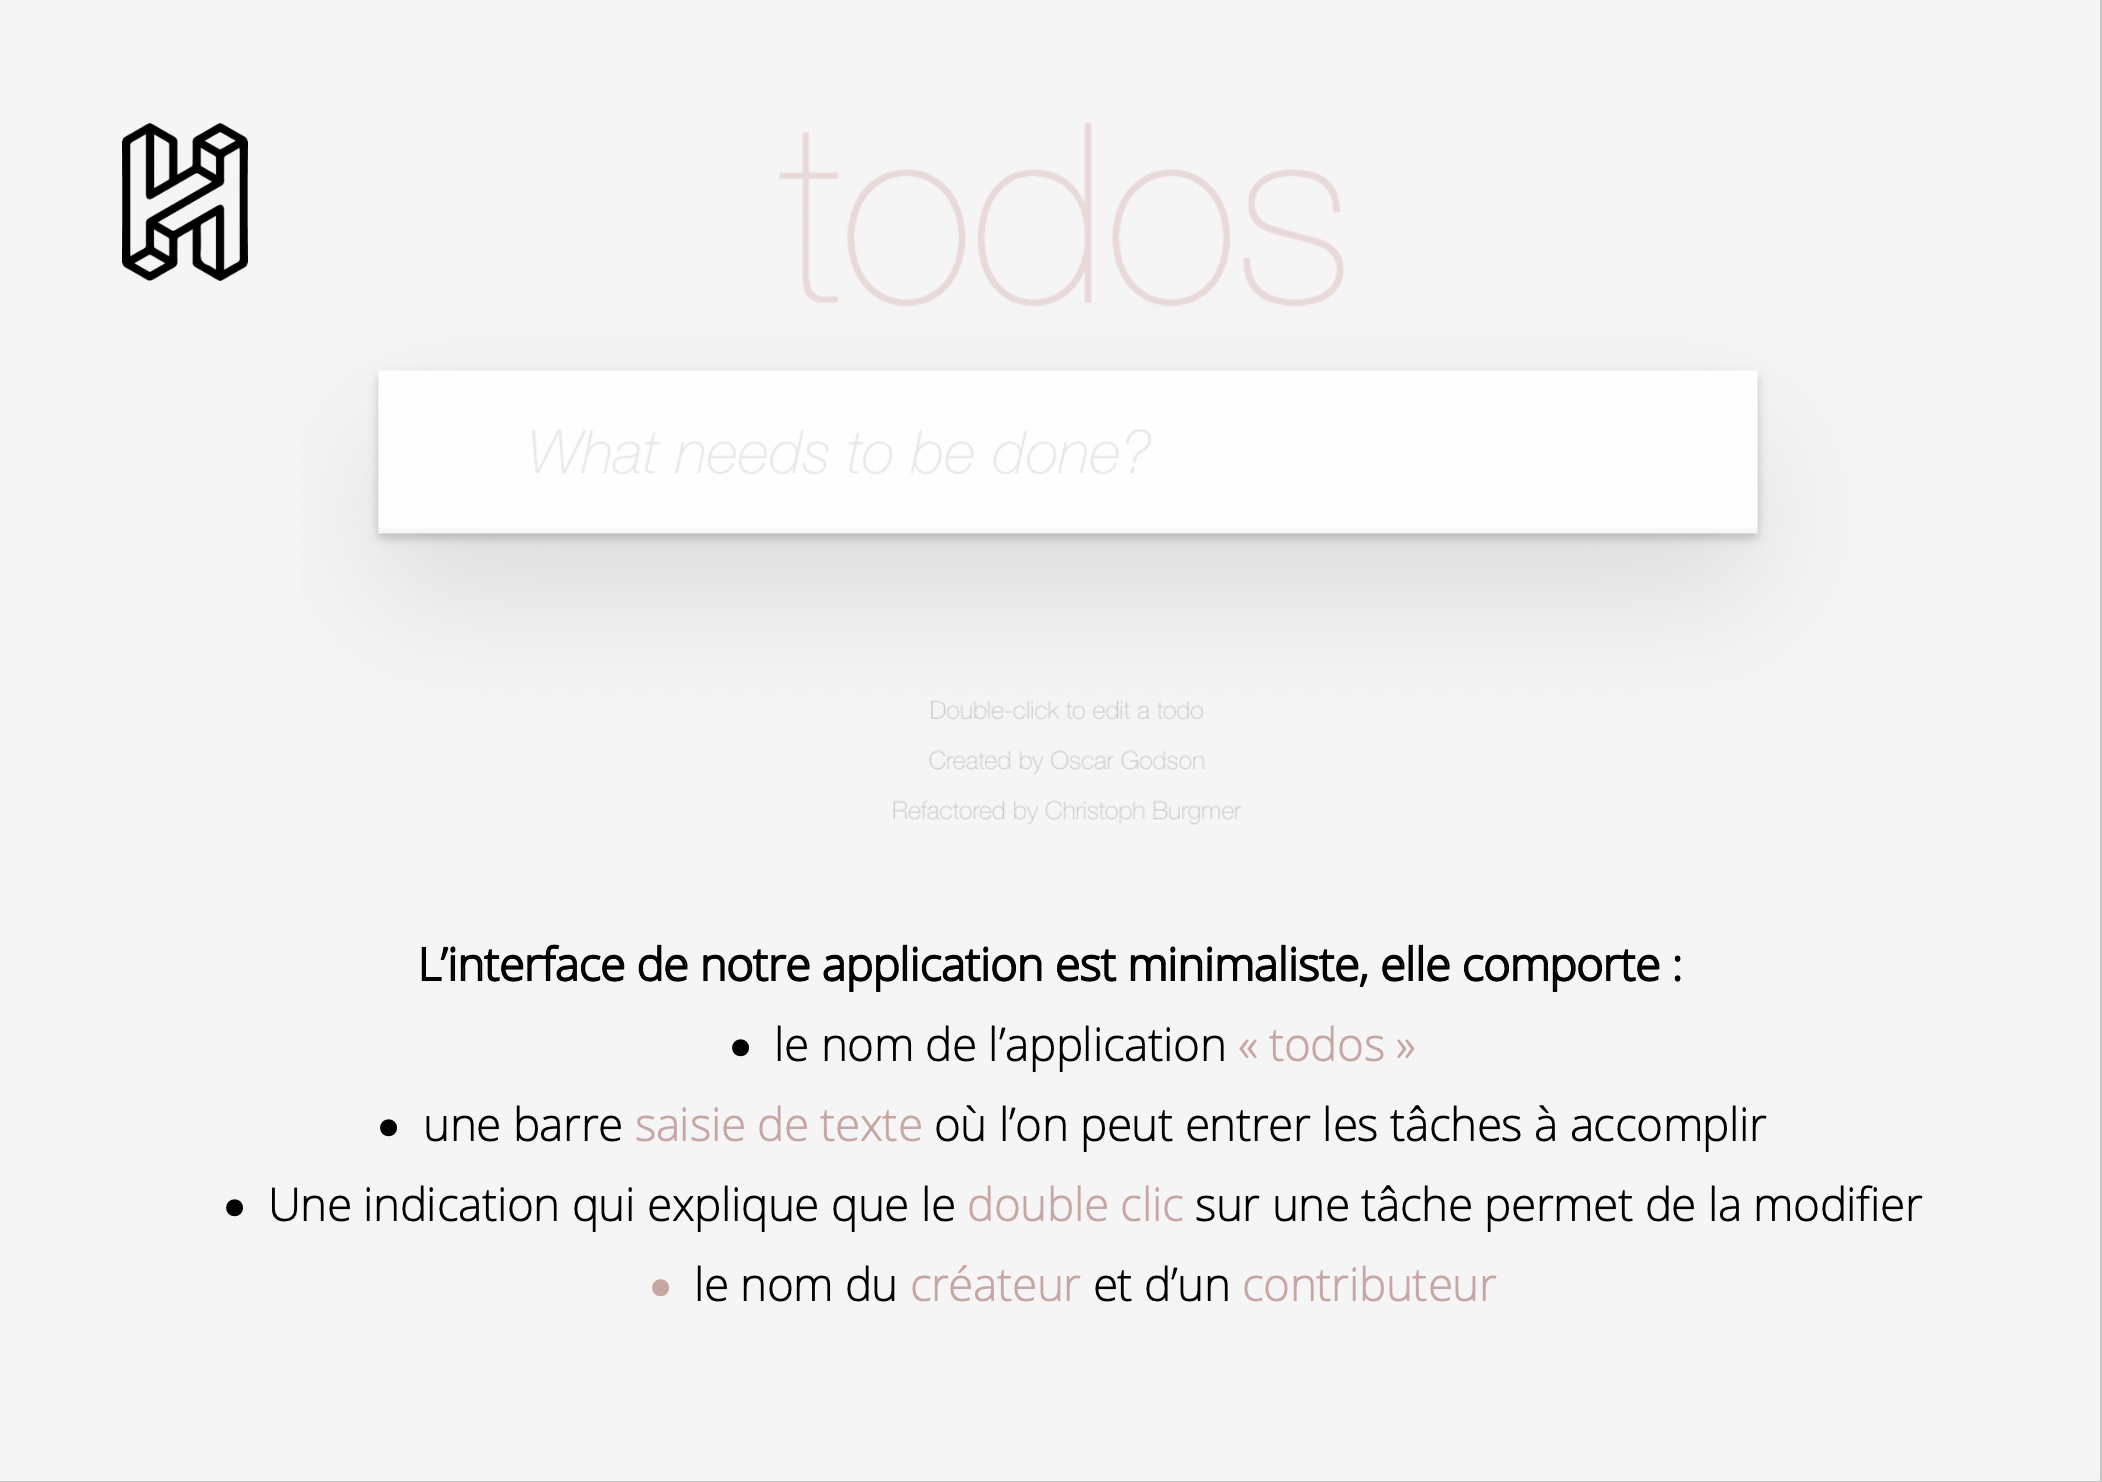 todos
What needs to be done?
Double-click to edit a todo
Created by Oscar Godson
Refactored by Christoph Burgmer
L’interface de notre application est minimaliste, elle comporte :
• le nom de l’application « todos »
• une barre saisie de texte où l’on peut entrer les tâches à accomplir
• Une indication qui explique que le double clic sur une tâche permet de la modifier
• le nom du créateur et d’un contributeur